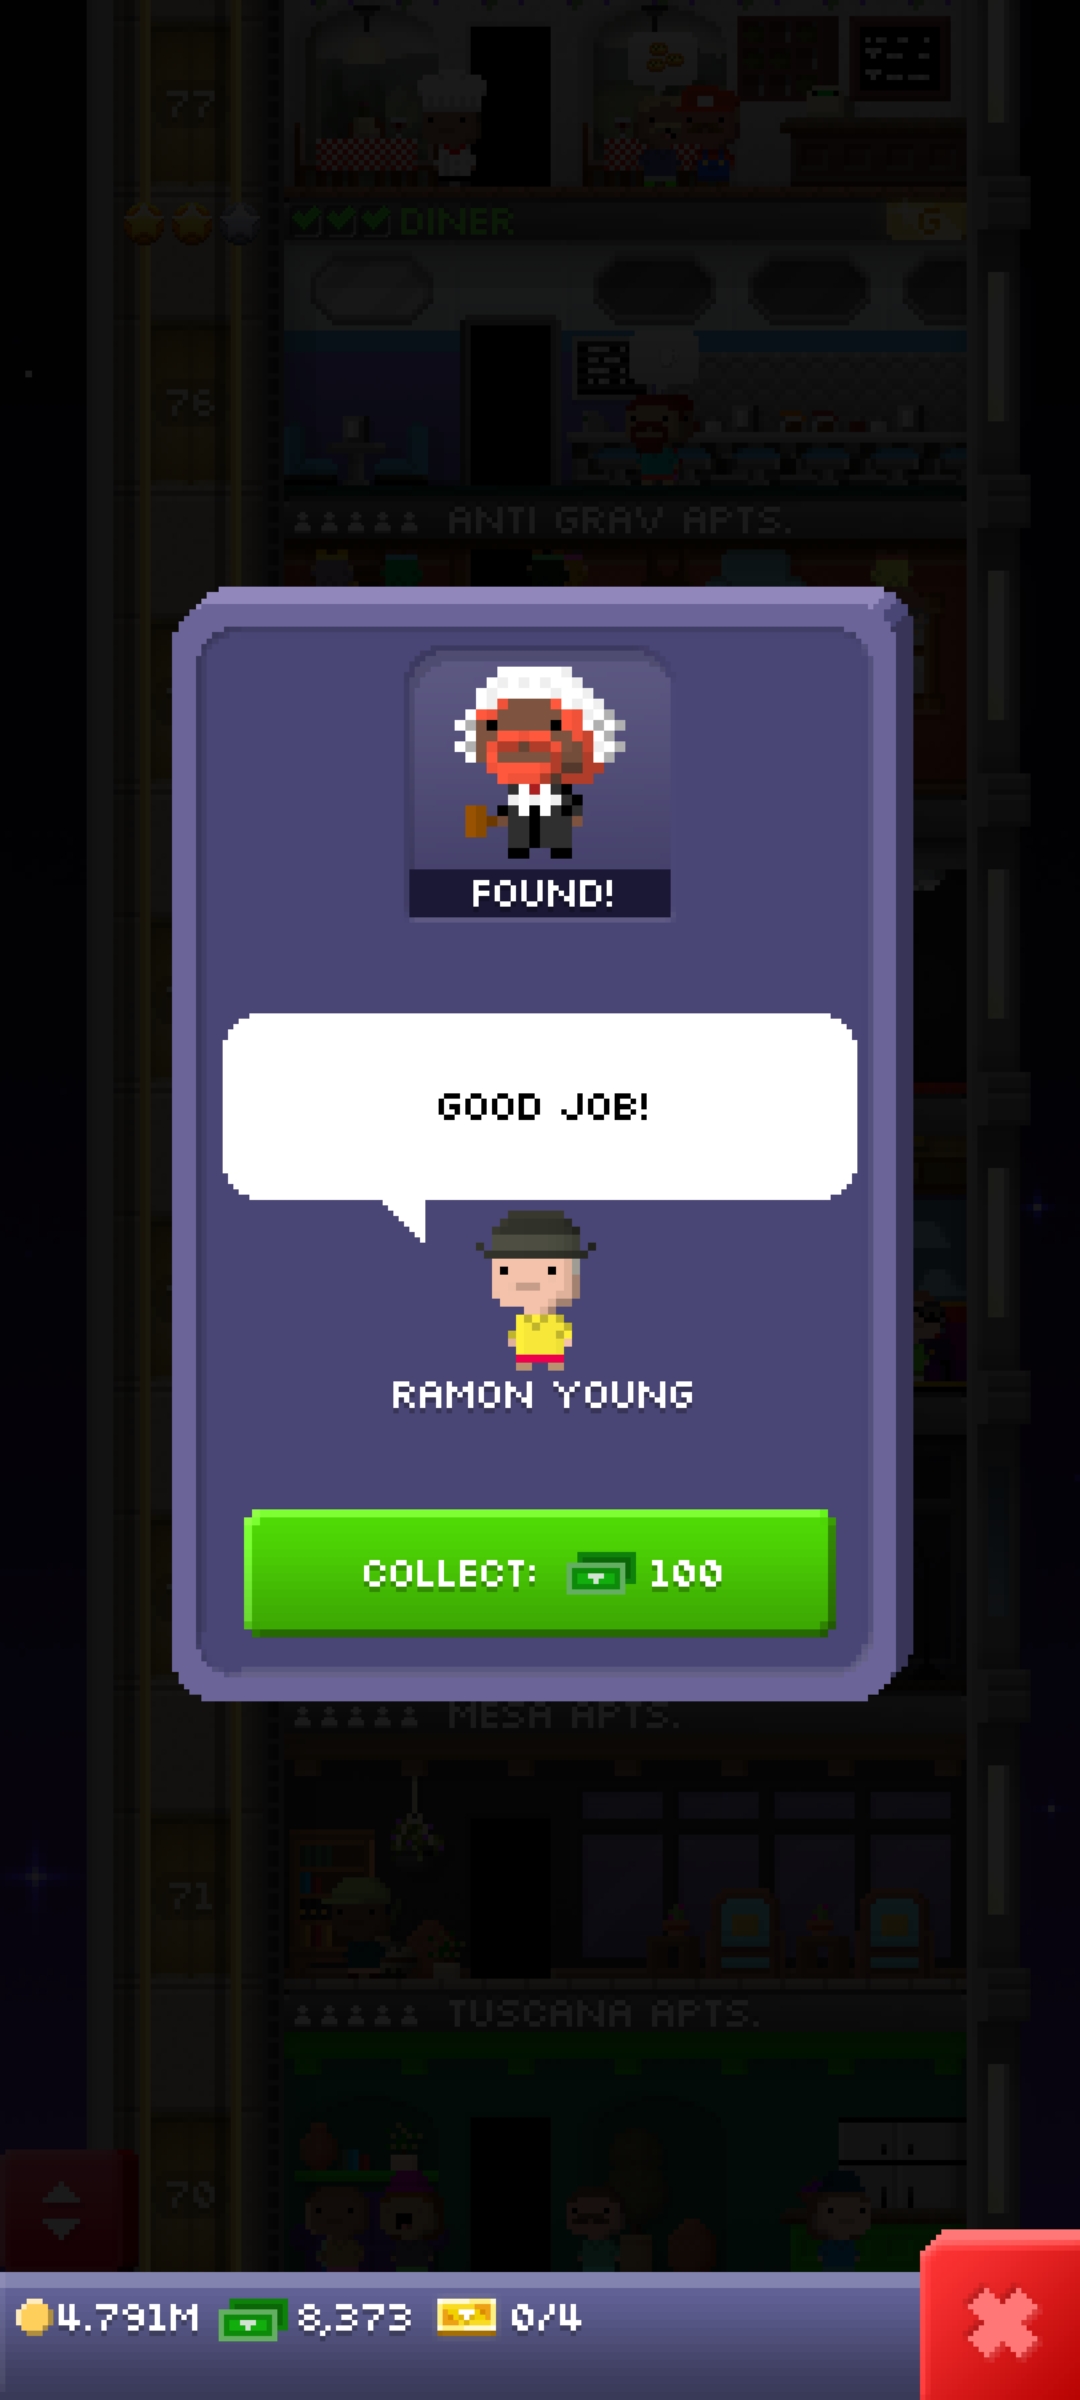 77
DINER
G
76
ANTI GRAV APTS.
FOUND!
GOOD JOB!
RAMON YOUNG
COLLECT: 100
MESA APTS.
71
TUSCANA APTS.
70
4.791M 8,373 0/4